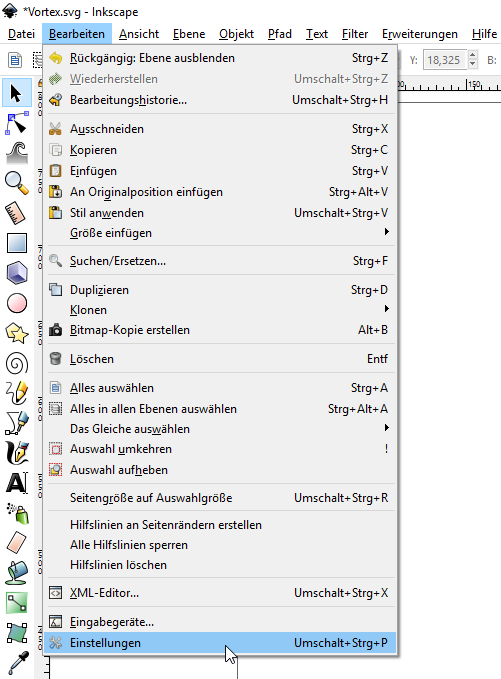 *Vortex.svg - Inkscape
Datei Bearbeiten Ansicht Ebene Objekt Pfad Text Filter Erweiterungen Hilfe
Rückgängig: Ebene ausblenden Strg+Z
Y: 18,325 B:
Wiederherstellen Umschalt+Strg+Z
100 150
Bearbeitungshistorie... Umschalt+Strg+H
Ausschneiden Strg+X
Kopieren Strg+C
Einfügen Strg+V
An Originalposition einfügen Strg+Alt+V
Stil anwenden Umschalt+Strg+V
Größe einfügen
Suchen/Ersetzen... Strg+F
Duplizieren Strg+D
Klonen
Bitmap-Kopie erstellen Alt+B
Löschen Entf
Alles auswählen Strg+A
Alles in allen Ebenen auswählen Strg+Alt+A
Das Gleiche auswählen
Auswahl umkehren !
Auswahl aufheben
Seitengröße auf Auswahlgröße Umschalt+Strg+R
Hilfslinien an Seitenrändern erstellen
Alle Hilfslinien sperren
Hilfslinien löschen
XML-Editor... Umschalt+Strg+X
Eingabegeräte...
Einstellungen Umschalt+Strg+P